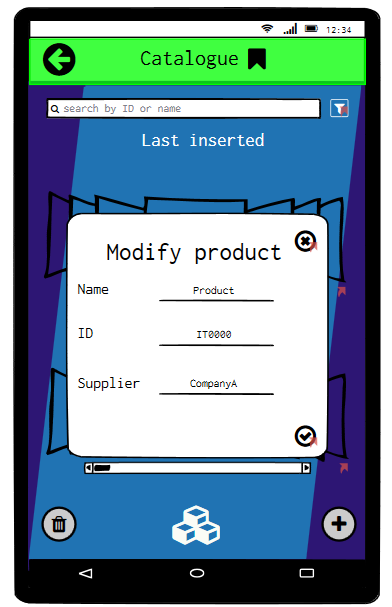 12:34
Catalogue
search by ID or name
Last inserted
Modify product
Name Product
ID IT0000
Supplier CompanyA